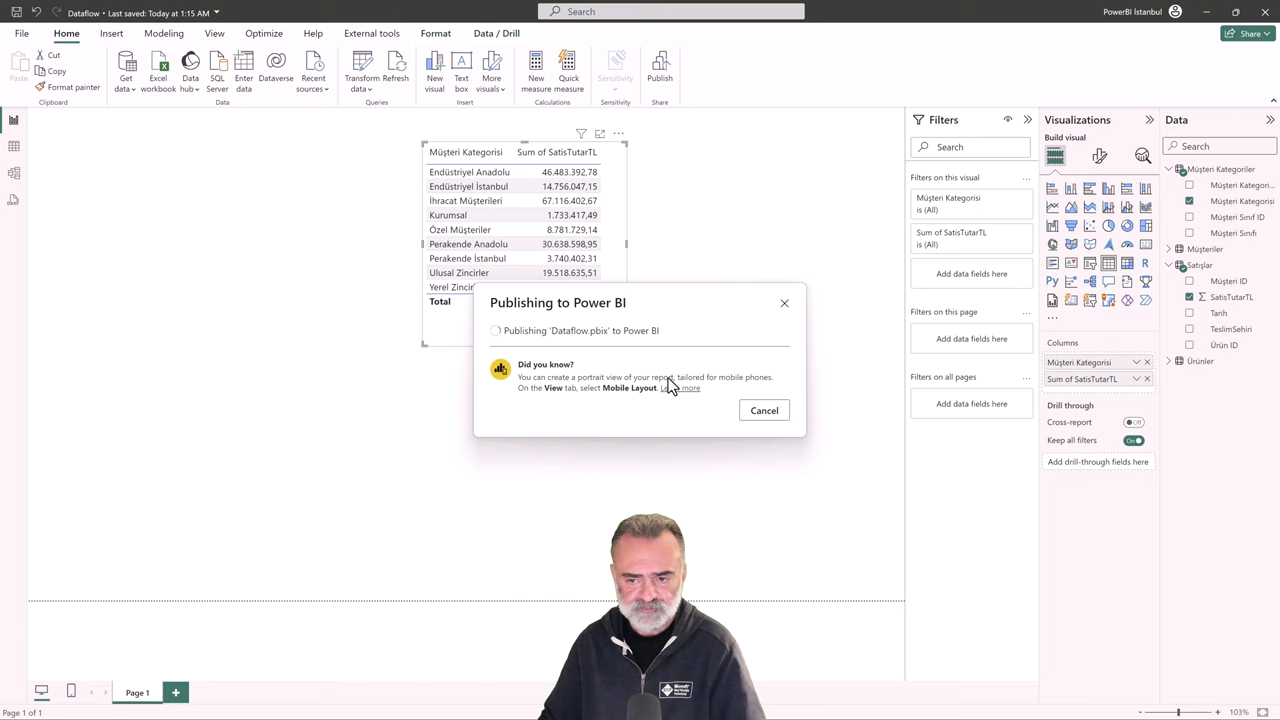 Dataflow • Last saved: Today at 1:15 AM
Search
PowerBI İstanbul
File
Home
Insert
Modeling
View
Optimize
Help
External tools
Format
Data / Drill
Share
Paste
Cut
Copy
Format painter
Get data
Excel workbook
Data hub
SQL Server
Enter data
Dataverse
Recent sources
Transform data
Refresh
New visual
Text box
More visuals
New measure
Quick measure
Sensitivity
Publish
Clipboard
Data
Queries
Insert
Calculations
Sensitivity
Share
Müşteri Kategorisi Sum of SatisTutarTL
Endüstriyel Anadolu 46.483.392,78
Endüstriyel İstanbul 14.756.047,15
İhracat Müşterileri 67.116.402,67
Kurumsal 1.733.417,49
Özel Müşteriler 8.781.729,14
Perakende Anadolu 30.638.598,95
Perakende İstanbul 3.740.402,31
Ulusal Zincirler 19.518.635,51
Yerel Zincir
Total
Publishing to Power BI
Publishing 'Dataflow.pbix' to Power BI
Did you know?
You can create a portrait view of your report, tailored for mobile phones.
On the View tab, select Mobile Layout. Learn more
Cancel
Filters
Search
Filters on this visual
Müşteri Kategorisi
is (All)
Sum of SatisTutarTL
is (All)
Add data fields here
Filters on this page
Add data fields here
Filters on all pages
Add data fields here
Visualizations
Build visual
Columns
Müşteri Kategorisi
Sum of SatisTutarTL
Drill through
Cross-report
Off
Keep all filters
On
Add drill-through fields here
Data
Search
Müşteri Kategoriler
Müşteri Kategori...
Müşteri Kategorisi
Müşteri Sınıf ID
Müşteri Sınıfı
Müşteriler
Satışlar
Müşteri ID
SatisTutarTL
Tarih
TeslimSehiri
Ürün ID
Ürünler
Page 1
Page 1 of 1
103%